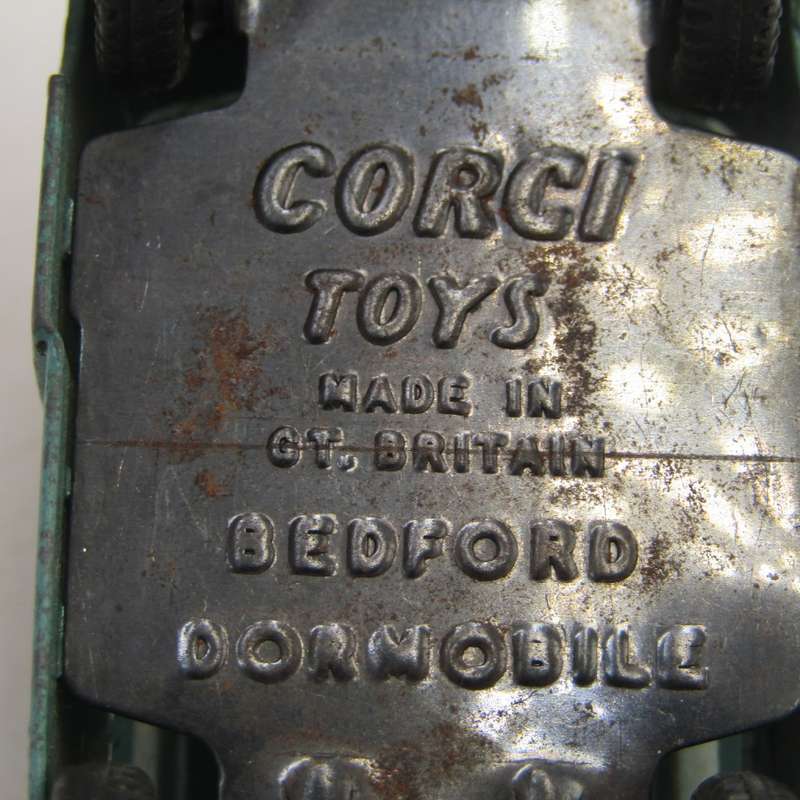 CORGI
TOYS
MADE IN
GT. BRITAIN
BEDFORD
DORMOBILE